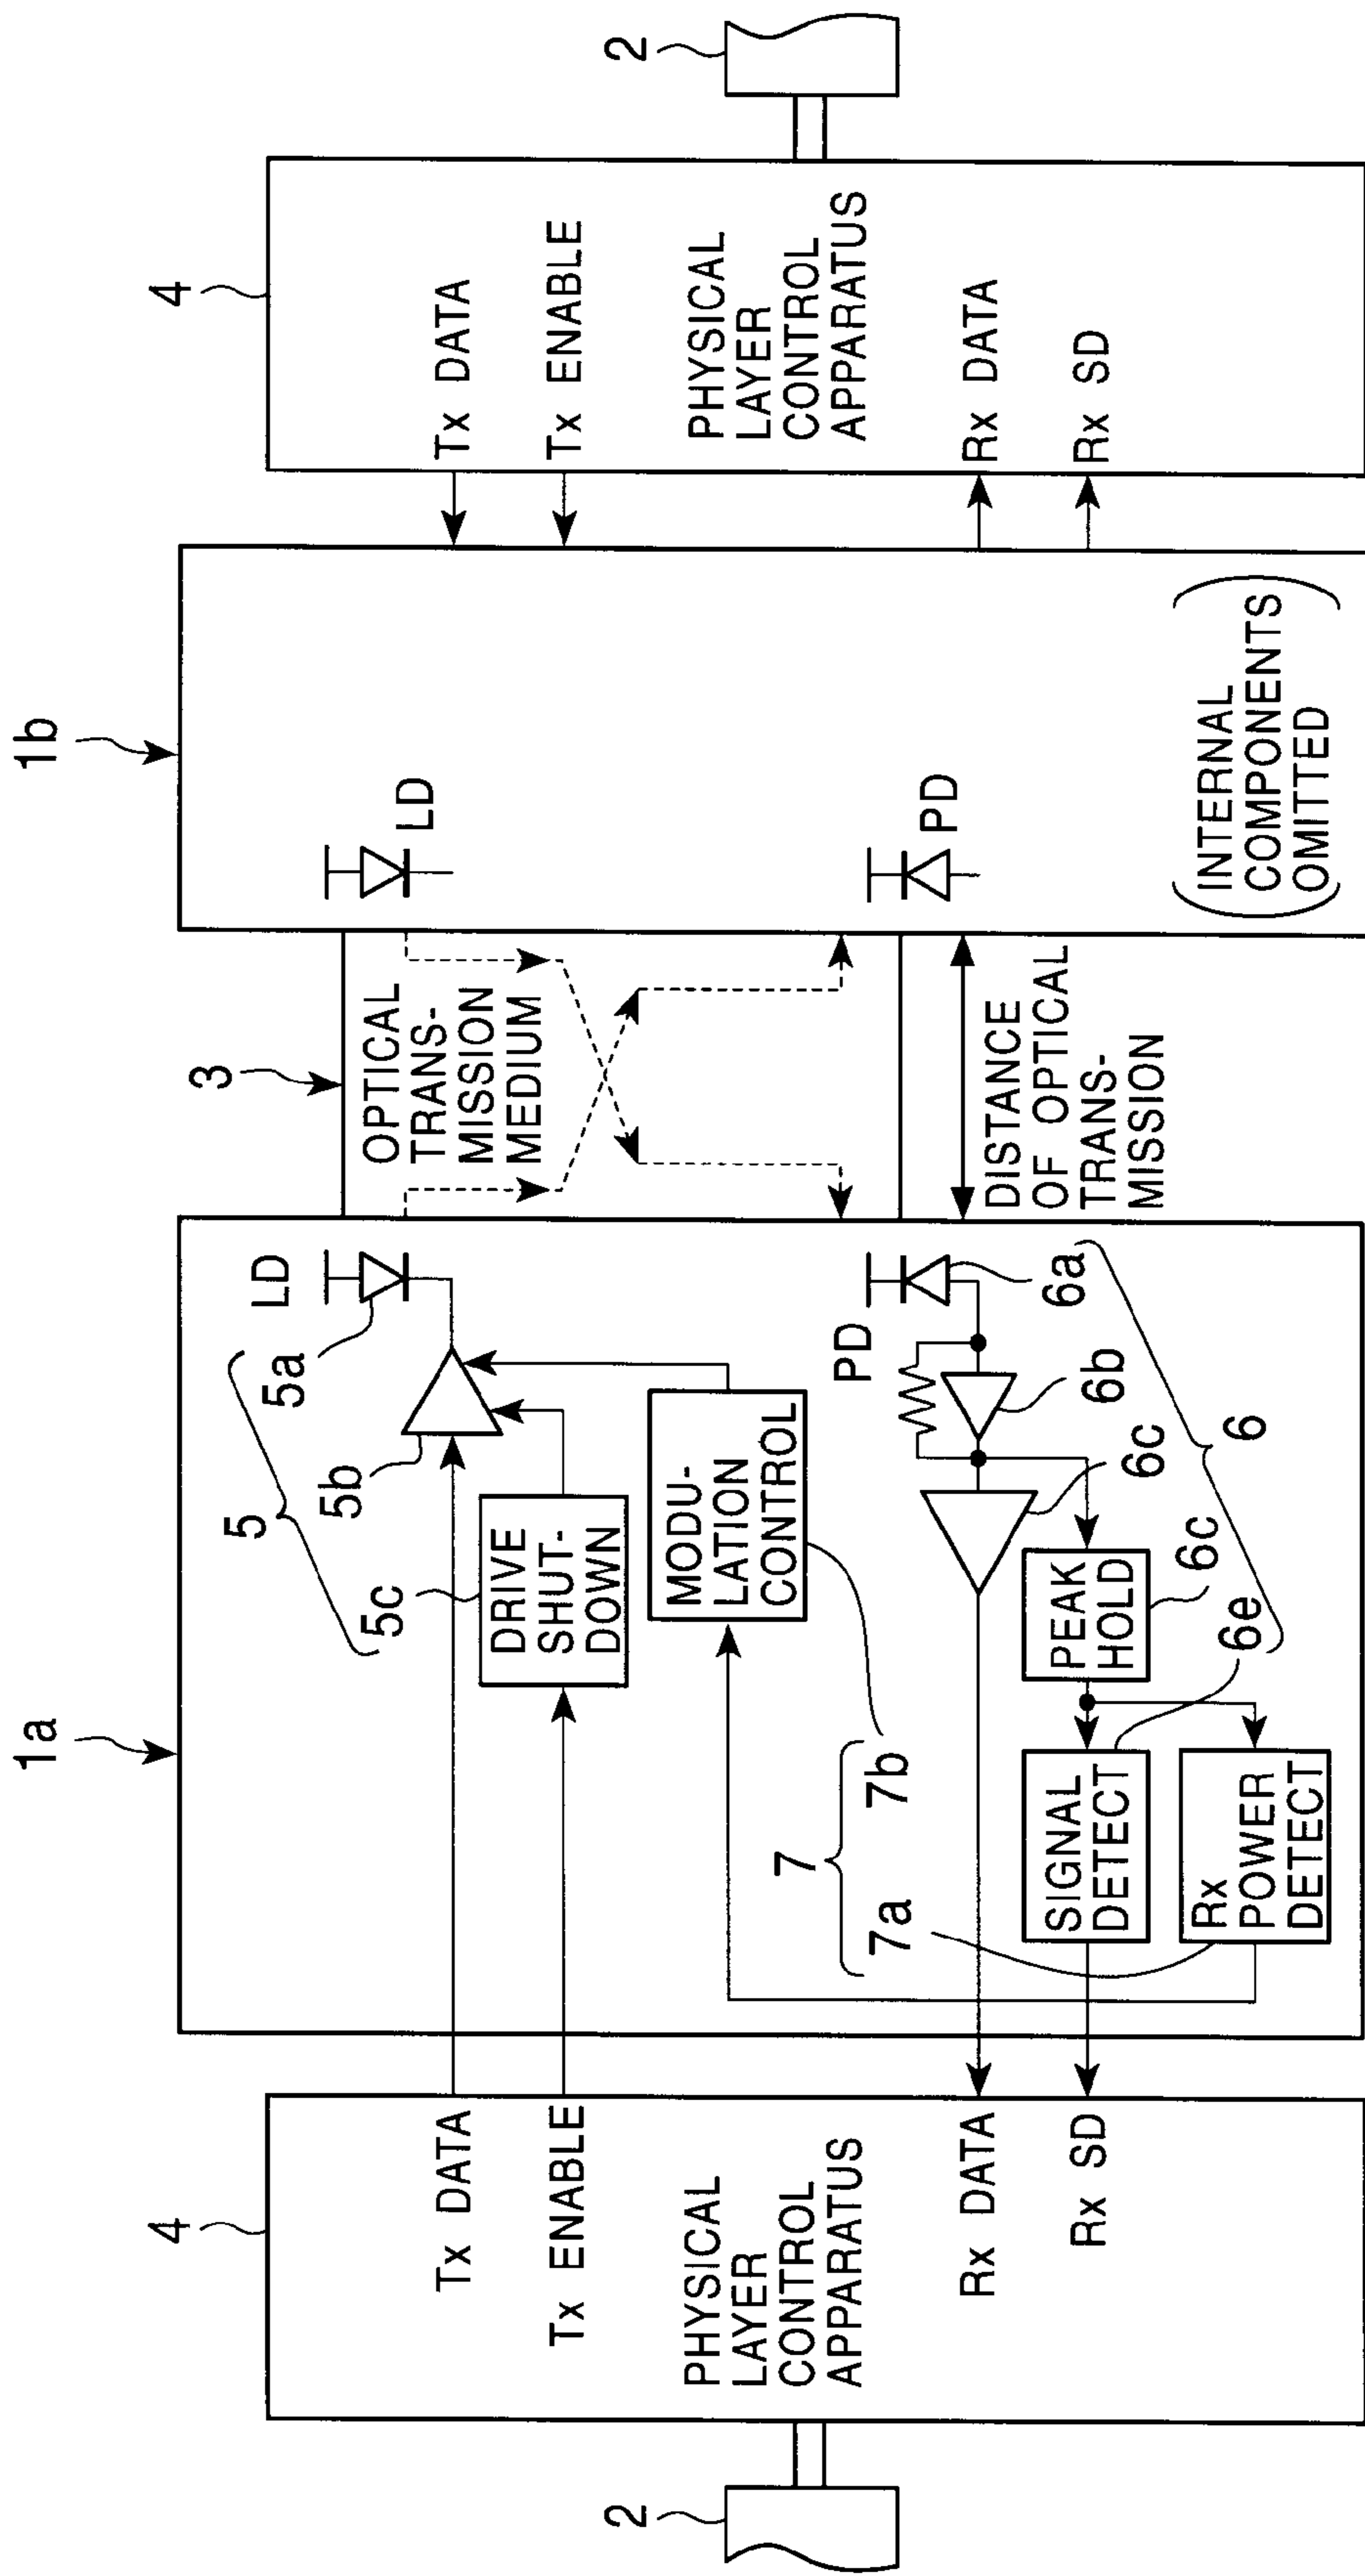 1a
1b
2
4
PHYSICAL
LAYER
CONTROL
APPARATUS
Tx DATA
Tx ENABLE
Rx DATA
Rx SD
5
5a
5b
5c
LD
DRIVE
SHUT-
DOWN
MODU-
LATION
CONTROL
7
7a
7b
PD
6a
6b
6c
6
PEAK
HOLD
6c
6e
SIGNAL
DETECT
Rx
POWER
DETECT
3
OPTICAL
TRANS-
MISSION
MEDIUM
DISTANCE
OF OPTICAL
TRANS-
MISSION
LD
PD
(INTERNAL
COMPONENTS
OMITTED)
4
Tx DATA
Tx ENABLE
PHYSICAL
LAYER
CONTROL
APPARATUS
Rx DATA
Rx SD
2